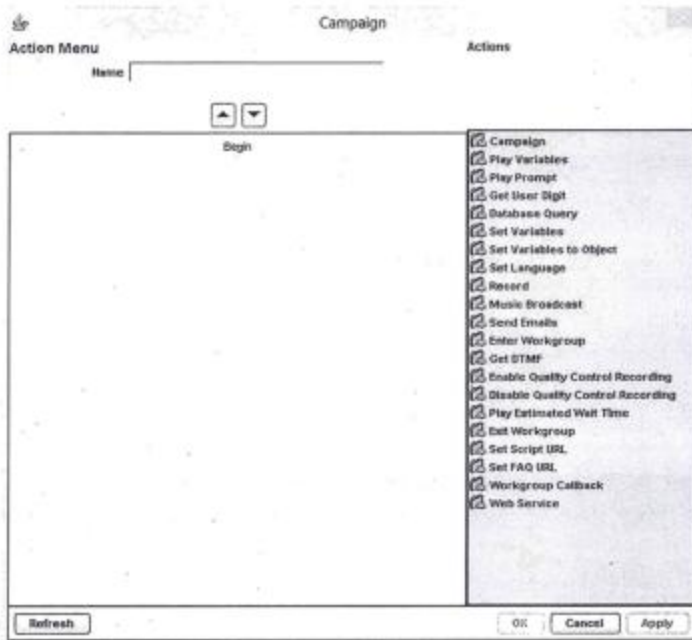 Campaign
Action Menu
Actions
Name
Begin
Campaign
Play Variables
Play Prompt
Get User Digit
Database Query
Set Variables
Set Variables to Object
Set Language
Record
Music Broadcast
Send Emails
Enter Workgroup
Get DTMF
Enable Quality Control Recording
Disable Quality Control Recording
Play Estimated Wait Time
Exit Workgroup
Set Script URL
Set FAQ URL
Workgroup Callback
Web Service
Refresh
OK
Cancel
Apply